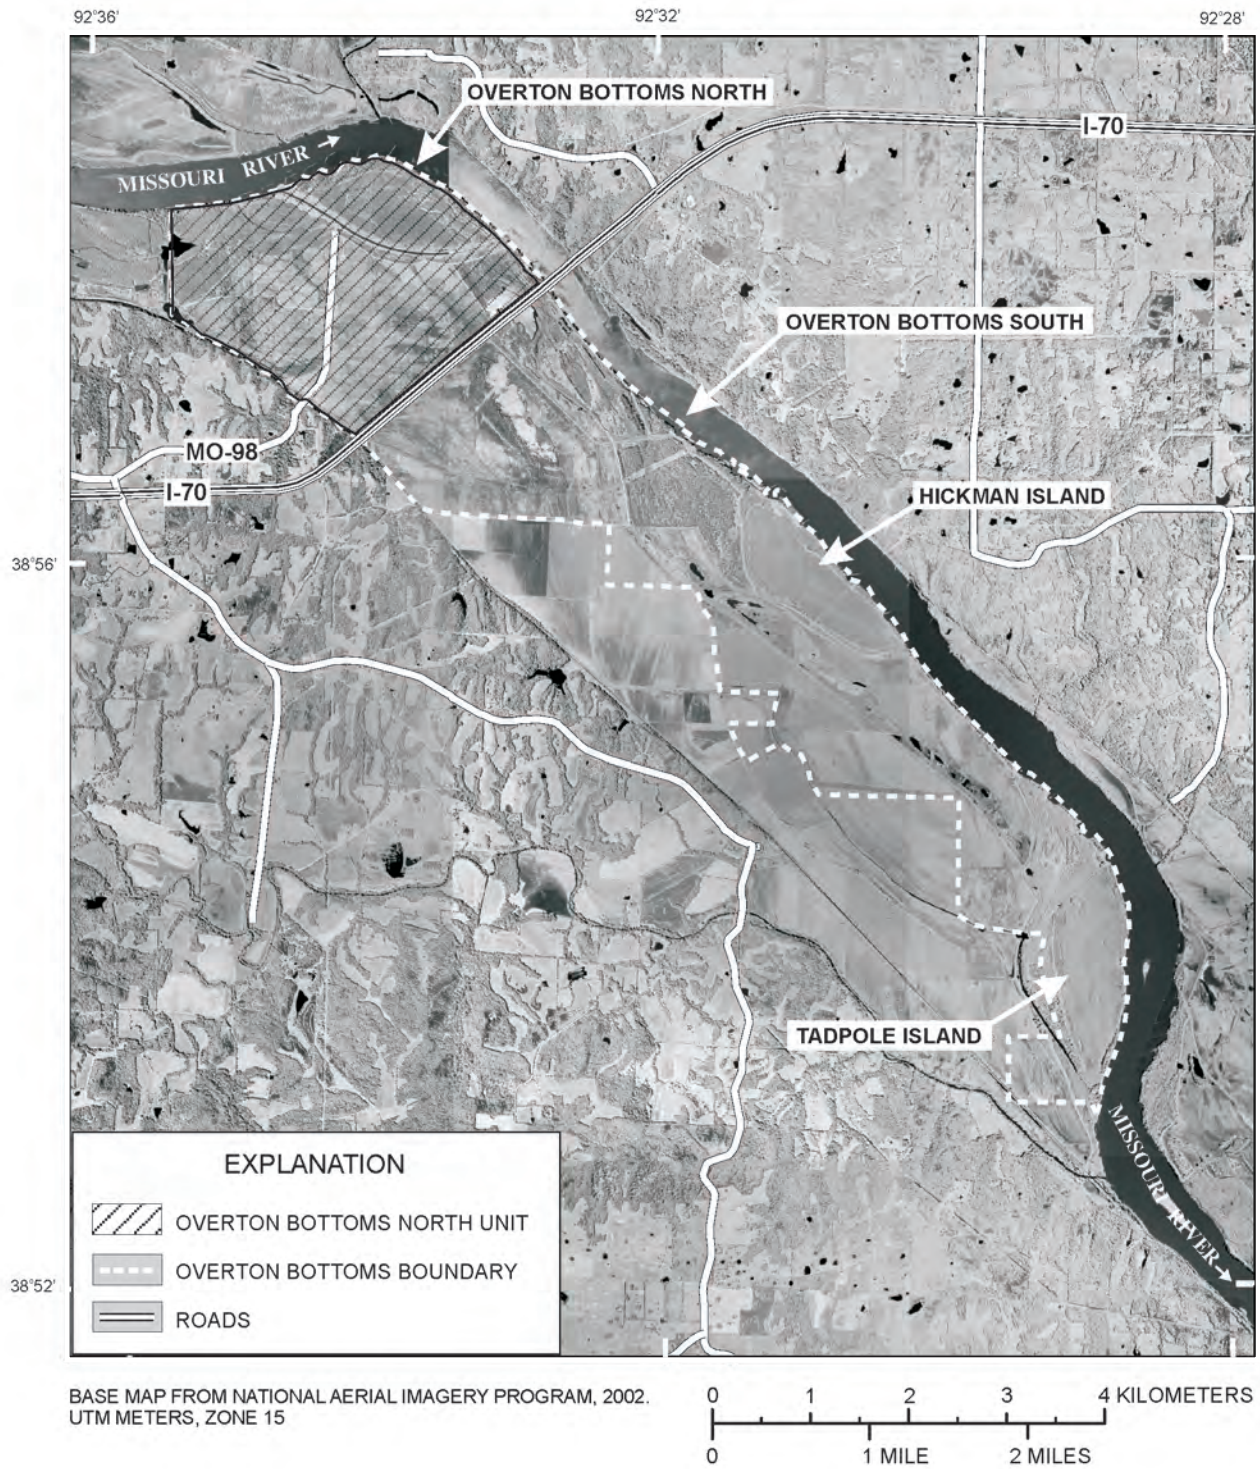 92°36'
92°32'
92°28'
OVERTON BOTTOMS NORTH
I-70
MISSOURI RIVER
OVERTON BOTTOMS SOUTH
MO-98
I-70
HICKMAN ISLAND
38°56'
TADPOLE ISLAND
MISSOURI RIVER
EXPLANATION
OVERTON BOTTOMS NORTH UNIT
OVERTON BOTTOMS BOUNDARY
ROADS
38°52'
BASE MAP FROM NATIONAL AERIAL IMAGERY PROGRAM, 2002.
UTM METERS, ZONE 15
0 1 2 3 4 KILOMETERS
0 1 MILE 2 MILES